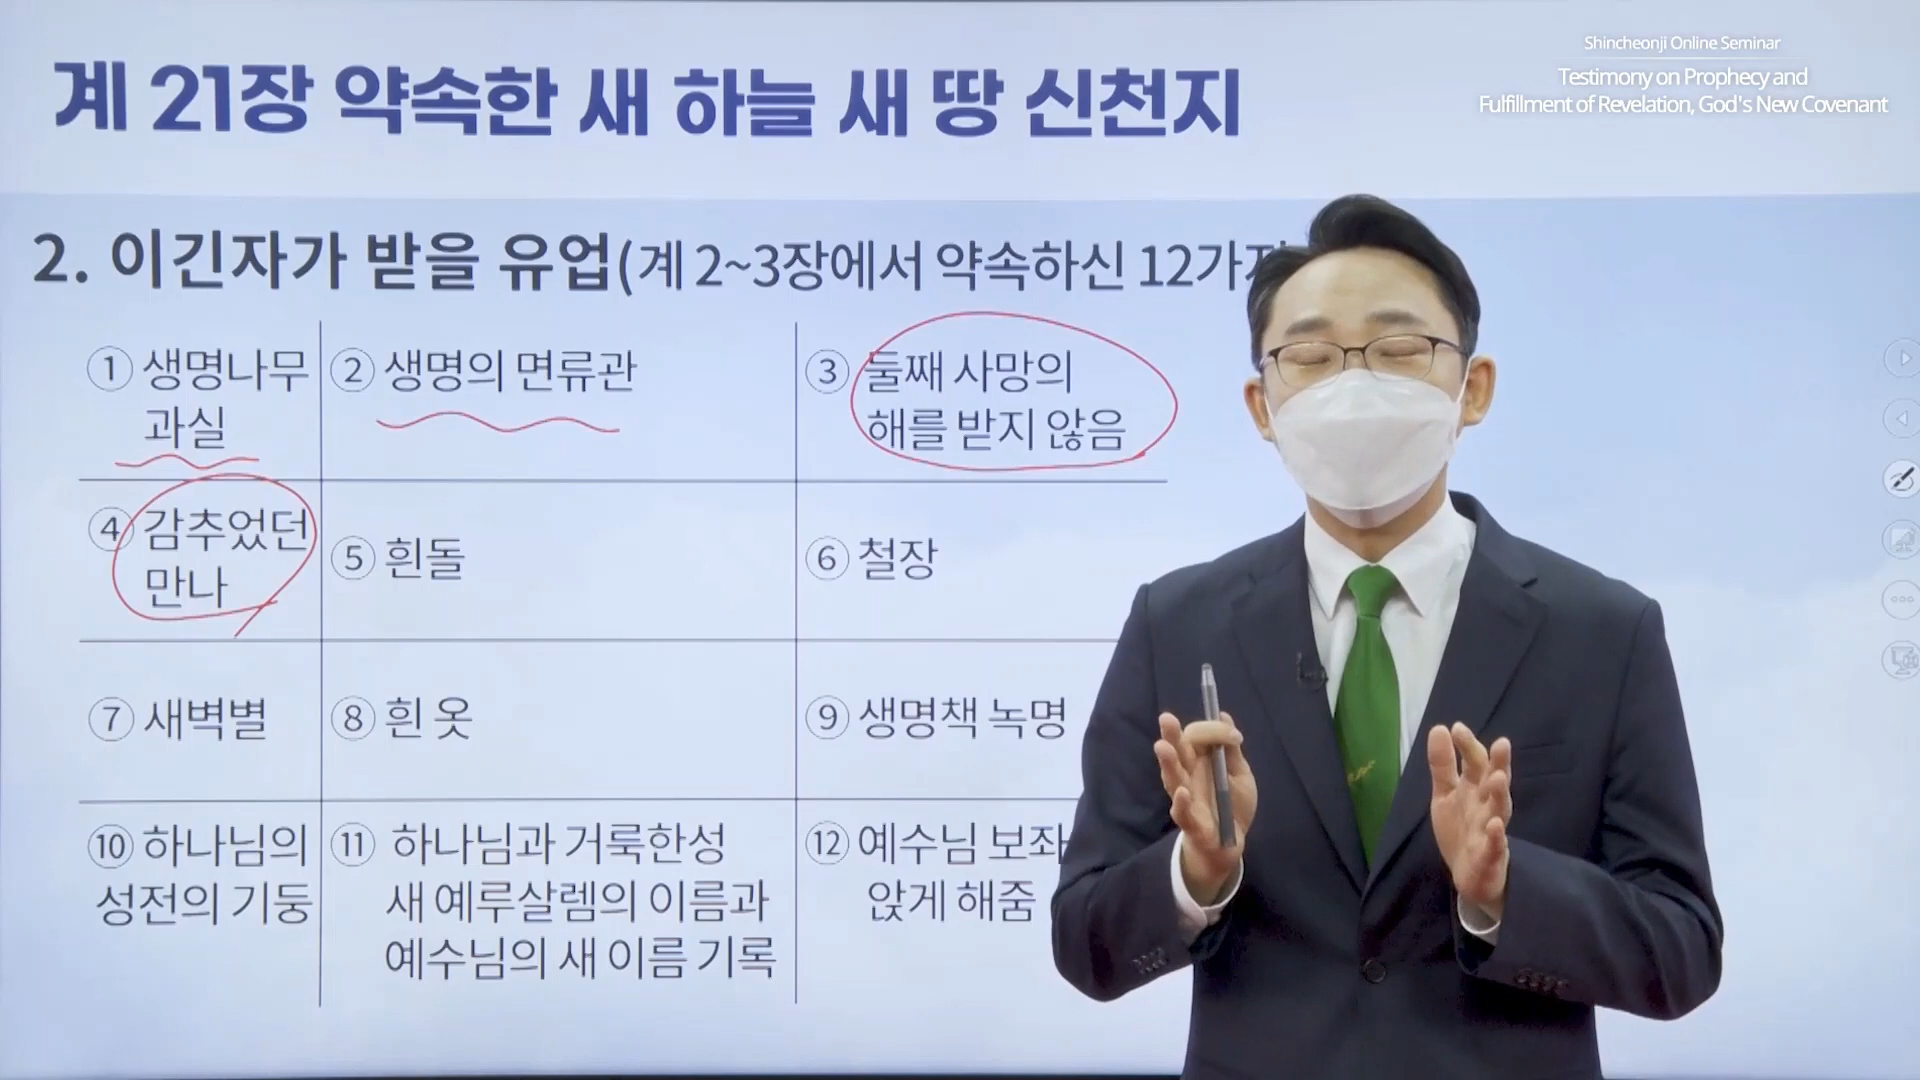 Shincheonji Online Seminar
Testimony on Prophecy and
Fulfillment of Revelation, God's New Covenant
계 21장 약속한 새 하늘 새 땅 신천지
2. 이긴자가 받을 유업(계 2~3장에서 약속하신
① 생명나무
과실
② 생명의 면류관
③ 둘째 사망의
해를 받지 않음
④ 감추었던
만나
⑤ 흰돌
⑥ 철장
⑦ 새벽별
⑧ 흰 옷
⑨ 생명책 녹명
⑩ 하나님의
성전의 기둥
⑪ 하나님과 거룩한성
새 예루살렘의 이름과
예수님의 새 이름 기록
⑫ 예수님 보좌
앉게 해줌